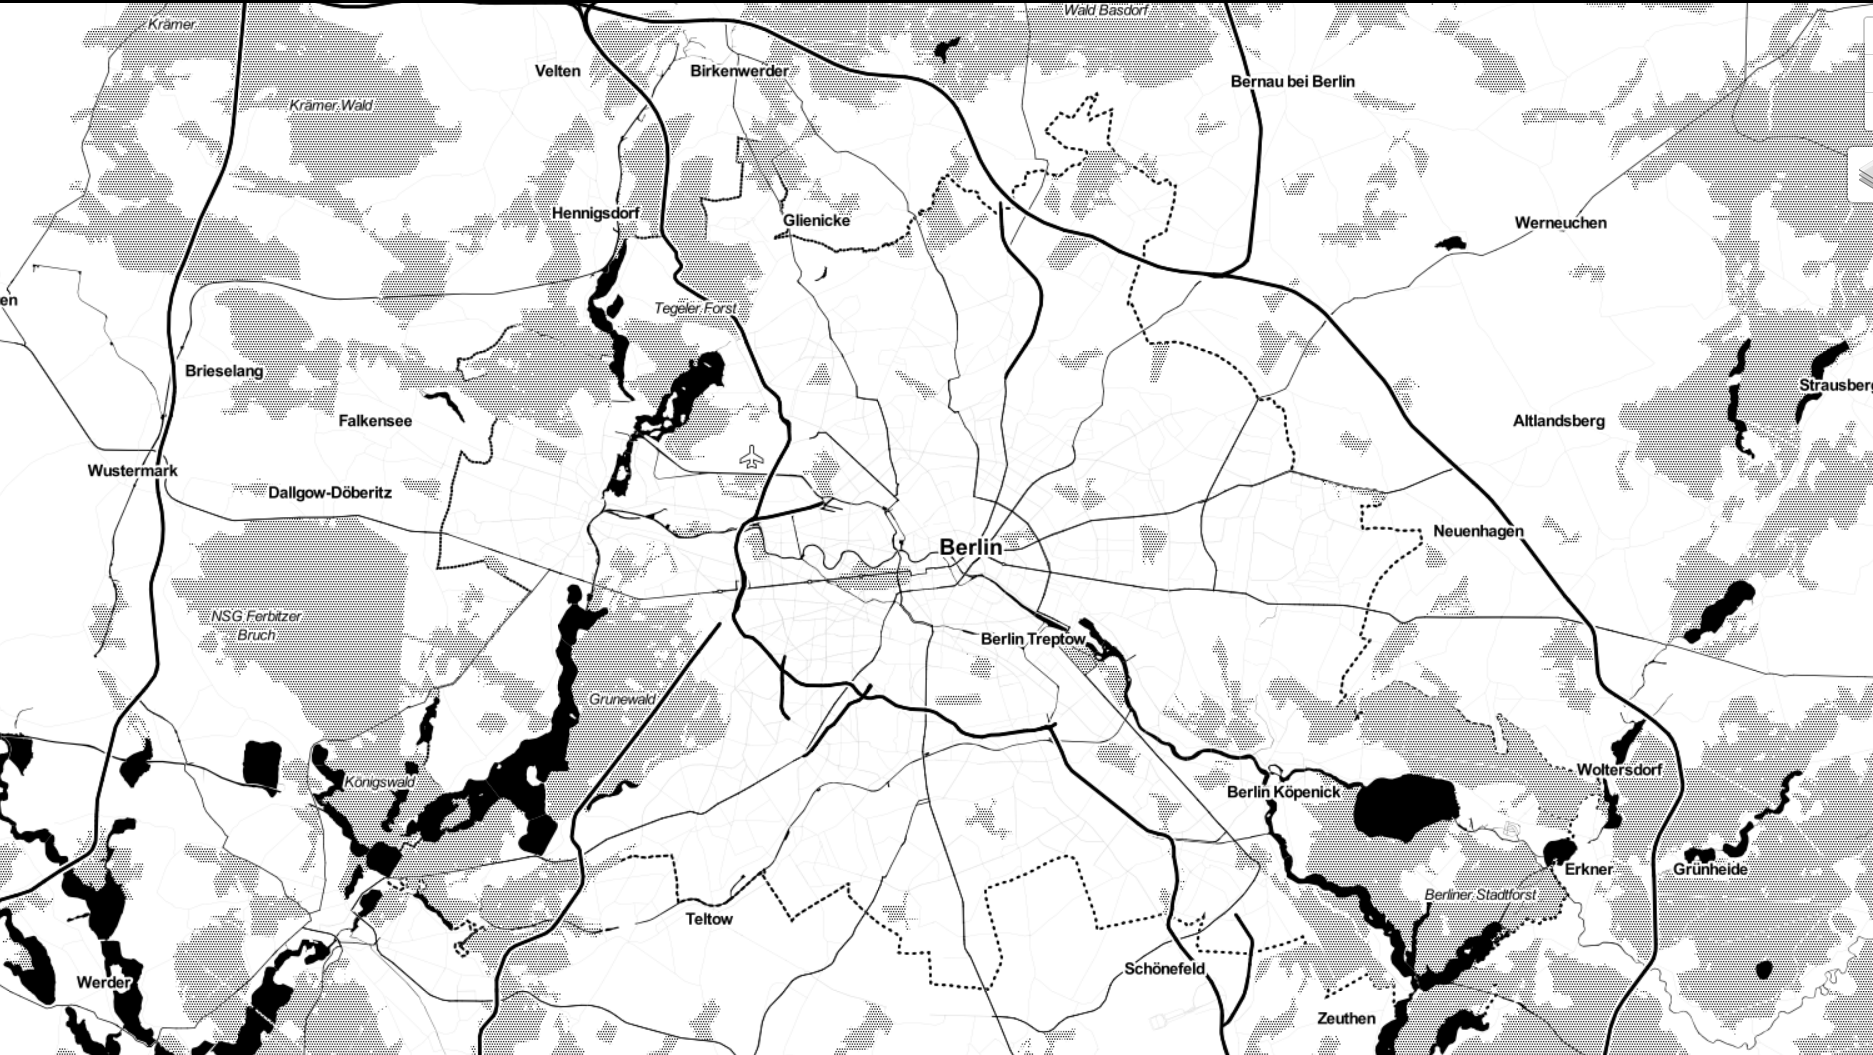 Krämer
Wald Basdorf
Velten
Birkenwerder
Bernau bei Berlin
Krämer Wald
Hennigsdorf
Glienicke
Werneuchen
en
Tegeler Forst
Brieselang
Strausberg
Falkensee
Altlandsberg
Wustermark
Dallgow-Döberitz
Neuenhagen
Berlin
NSG Ferbitzer
Bruch
Berlin Treptow
Grunewald
Woltersdorf
Königswald
Berlin Köpenick
Erkner
Grünheide
Berliner Stadtforst
Teltow
Schönefeld
Werder
Zeuthen